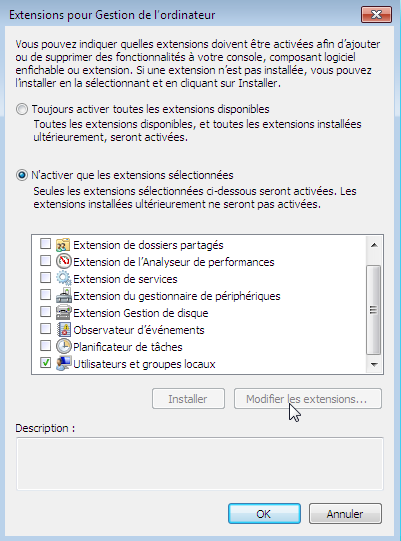 Extensions pour Gestion de l'ordinateur
Vous pouvez indiquer quelles extensions doivent être activées afin d'ajouter
ou de supprimer des fonctionnalités à votre console, composant logiciel
enfichable ou extension. Si une extension n'est pas installée, vous pouvez
l'installer en la sélectionnant et en cliquant sur Installer.
Toujours activer toutes les extensions disponibles
Toutes les extensions disponibles, et toutes les extensions installées
ultérieurement, seront activées.
N'activer que les extensions sélectionnées
Seules les extensions sélectionnées ci-dessous seront activées. Les
extensions installées ultérieurement ne seront pas activées.
Extension de dossiers partagés
Extension de l'Analyseur de performances
Extension de services
Extension du gestionnaire de périphériques
Extension Gestion de disque
Observateur d'événements
Planificateur de tâches
Utilisateurs et groupes locaux
Installer
Modifier les extensions...
Description :
OK
Annuler